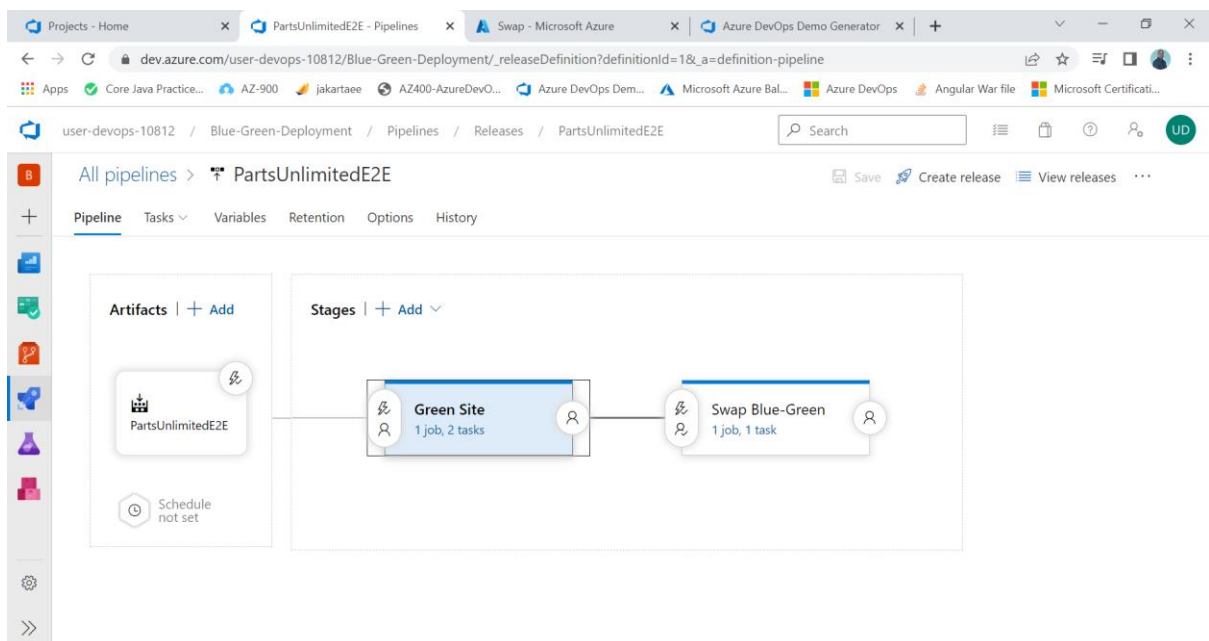 Projects - Home
PartsUnlimitedE2E - Pipelines
Swap - Microsoft Azure
Azure DevOps Demo Generator
dev.azure.com/user-devops-10812/Blue-Green-Deployment/_releaseDefinition?definitionId=1&_a=definition-pipeline
Apps Core Java Practice... AZ-900 jakartaee AZ400-AzureDevO... Azure DevOps Dem... Microsoft Azure Bal... Azure DevOps Angular War file Microsoft Certificati...
user-devops-10812 / Blue-Green-Deployment / Pipelines / Releases / PartsUnlimitedE2E
Search
UD
B
All pipelines > PartsUnlimitedE2E
Save Create release View releases ...
Pipeline Tasks Variables Retention Options History
Artifacts | + Add
Stages | + Add
PartsUnlimitedE2E
Schedule
not set
Green Site
1 job, 2 tasks
Swap Blue-Green
1 job, 1 task